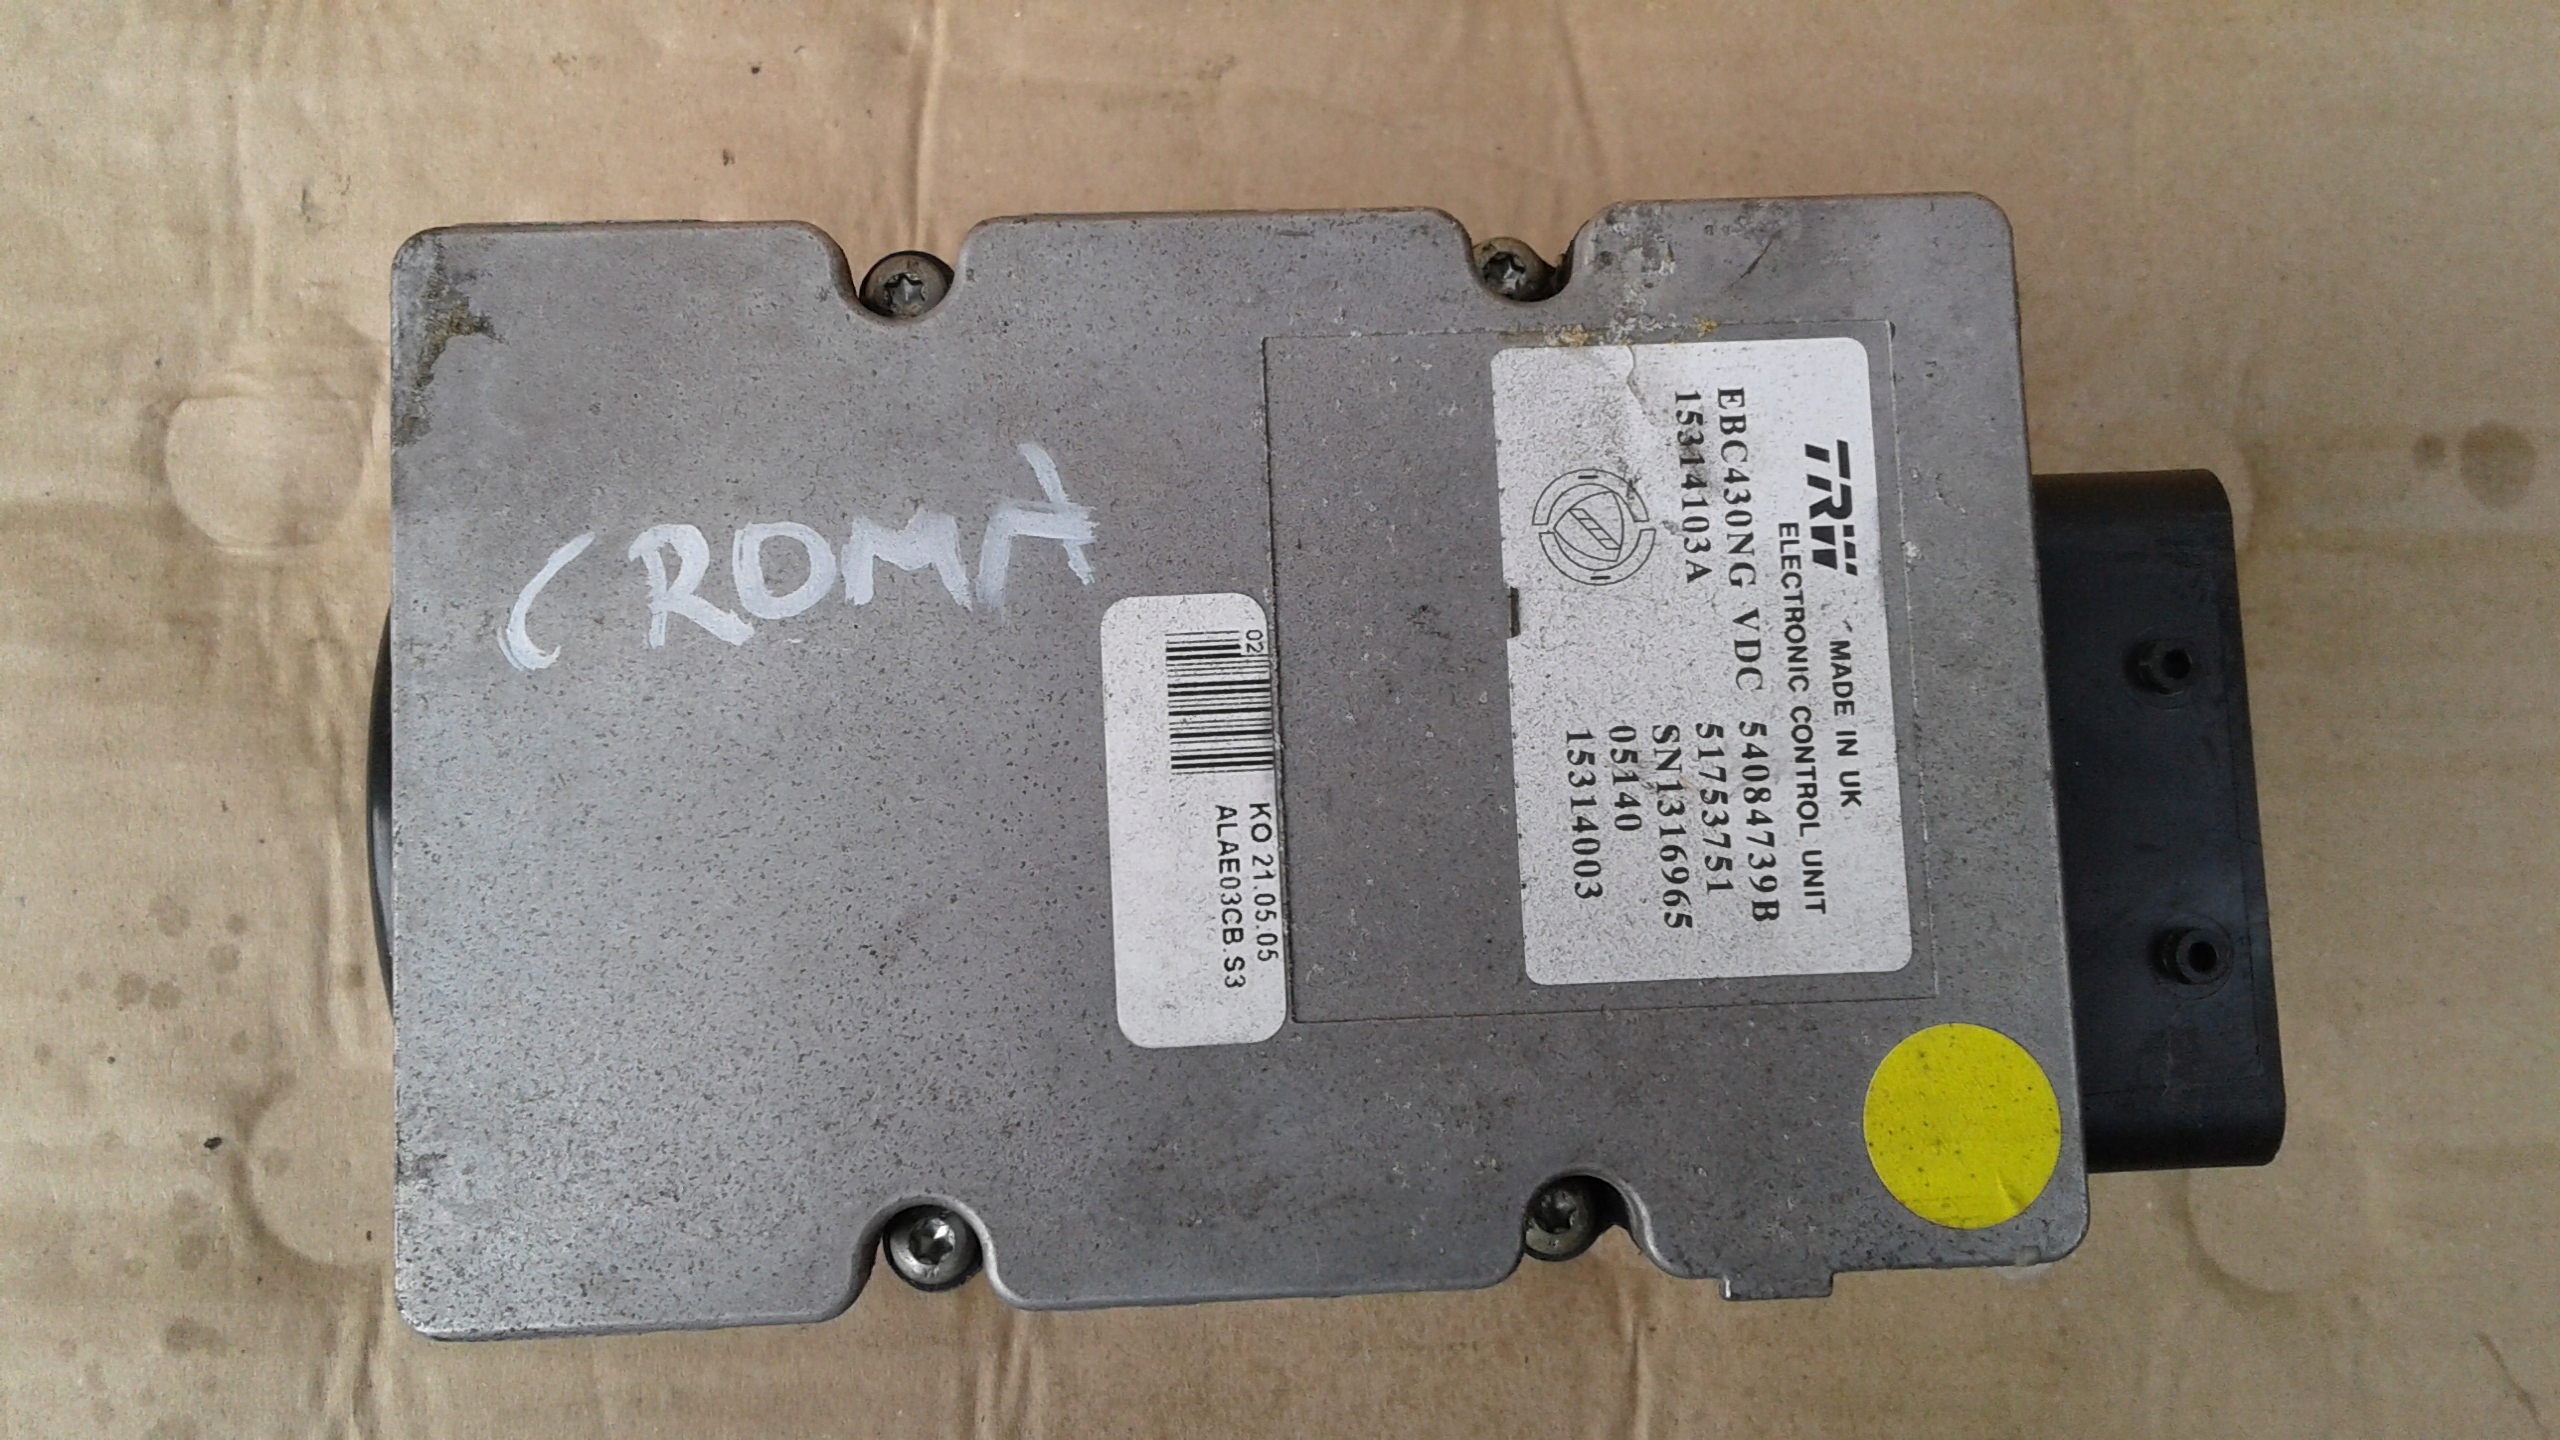 CROMA
TRW MADE IN UK
ELECTRONIC CONTROL UNIT
EBC430NG VDC 54084739B
15314103A 51753751
SN1316965
05140
15314003
02
KO 21.05.05
ALAE03CB.S3